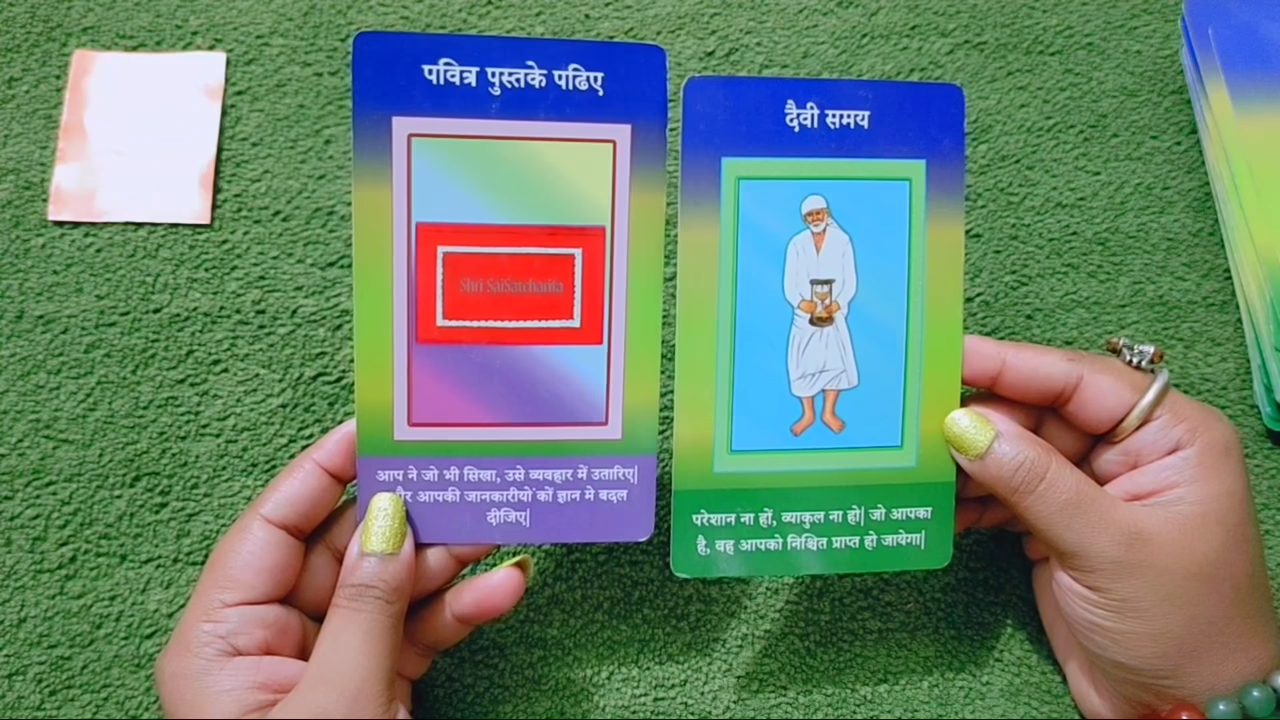 पवित्र पुस्तके पढिए
Shri SaiSatcharita
आप ने जो भी सिखा, उसे व्यवहार में उतारिए|
आपकी जानकारीयों कों ज्ञान मे बदल
दीजिए|
दैवी समय
परेशान ना हों, व्याकुल ना हो| जो आपका
है, वह आपको निश्चित प्राप्त हो जायेगा|